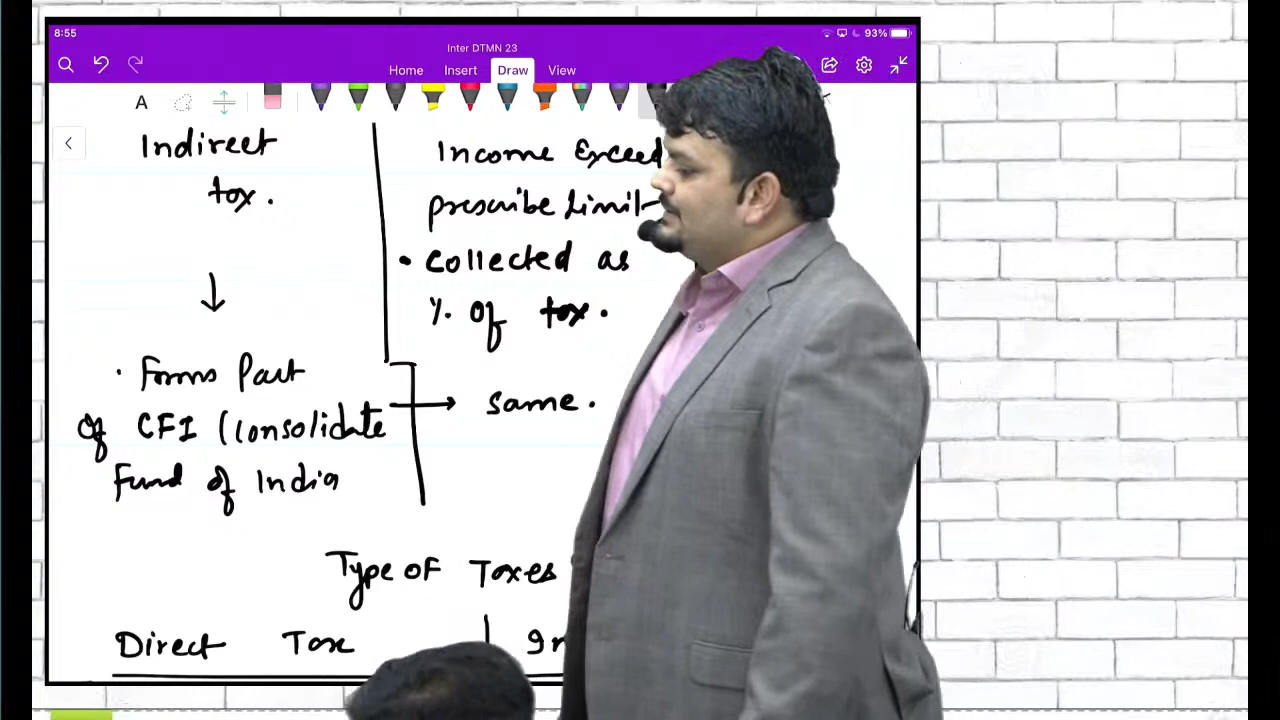 8:55
93%
Inter DTMN 23
Home Insert Draw View
A
Indirect
tax.
Income Exceed
prescribe Limit
• Collected as
% of tax.
• Forms Part
of CFI (Consolidate
Fund of India
→ same.
Type of Taxes
Direct Tax